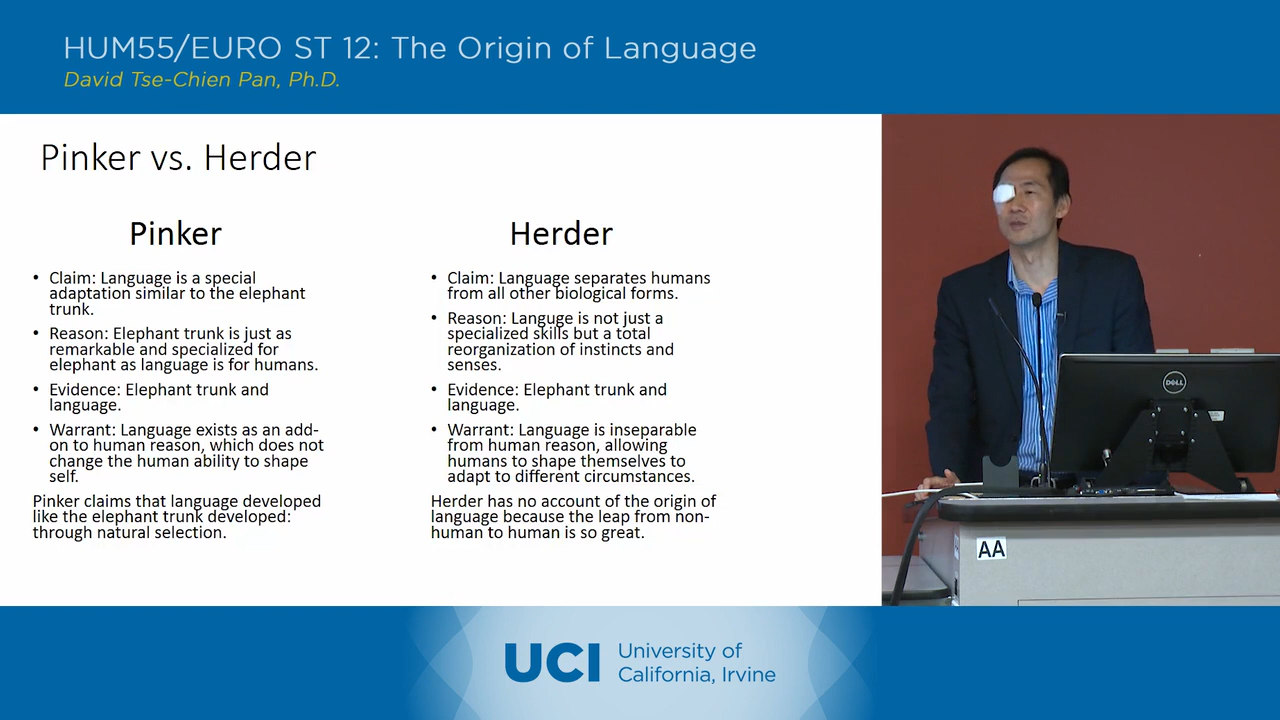 HUM55/EURO ST 12: The Origin of Language
David Tse-Chien Pan, Ph.D.
Pinker vs. Herder
Pinker
• Claim: Language is a special
adaptation similar to the elephant
trunk.
• Reason: Elephant trunk is just as
remarkable and specialized for
elephant as language is for humans.
• Evidence: Elephant trunk and
language.
• Warrant: Language exists as an add-
on to human reason, which does not
change the human ability to shape
self.
Pinker claims that language developed
like the elephant trunk developed:
through natural selection.
Herder
• Claim: Language separates humans
from all other biological forms.
• Reason: Languge is not just a
specialized skills but a total
reorganization of instincts and
senses.
• Evidence: Elephant trunk and
language.
• Warrant: Language is inseparable
from human reason, allowing
humans to shape themselves to
adapt to different circumstances.
Herder has no account of the origin of
language because the leap from non-
human to human is so great.
DELL
AA
UCI
University of
California, Irvine